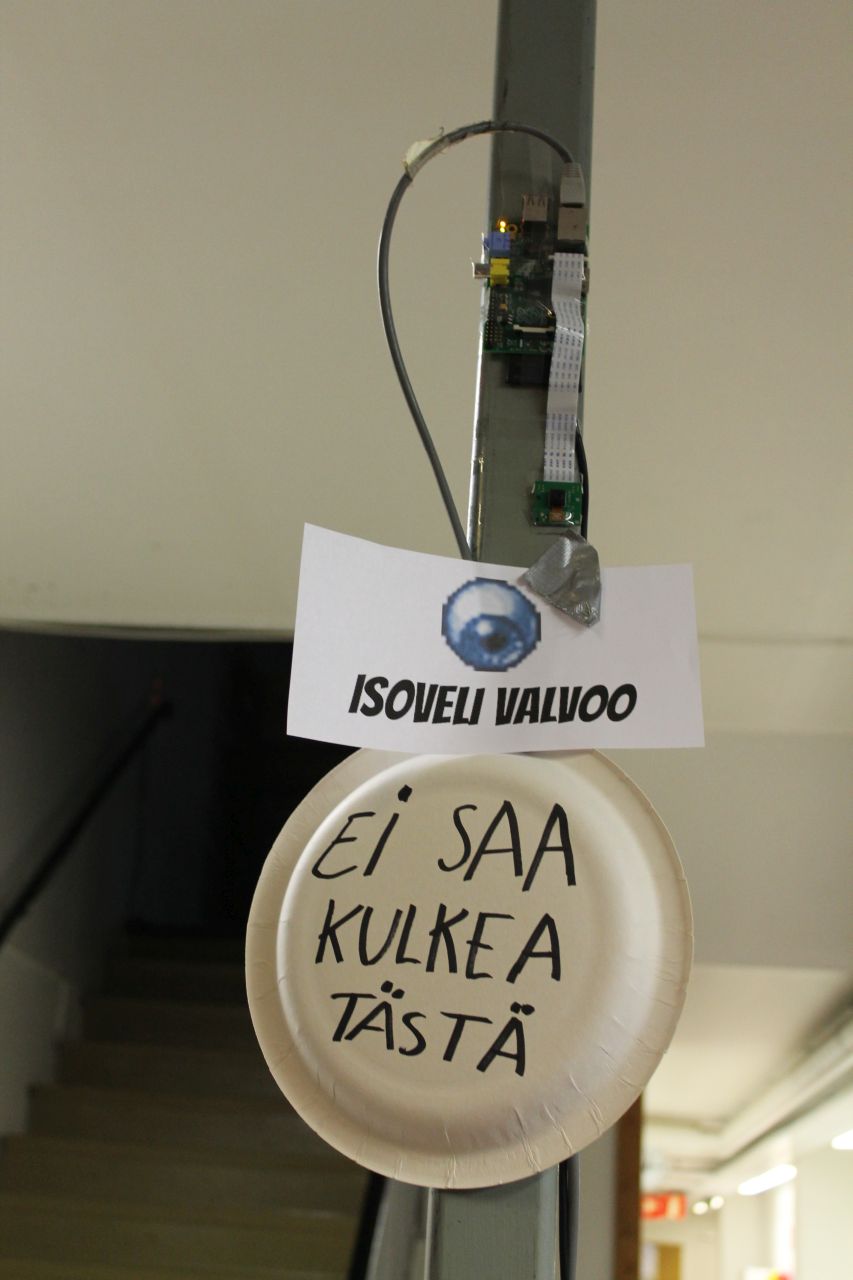 ISOVELI VALVOO
Ei SAA
KULKEA
TÄSTÄ